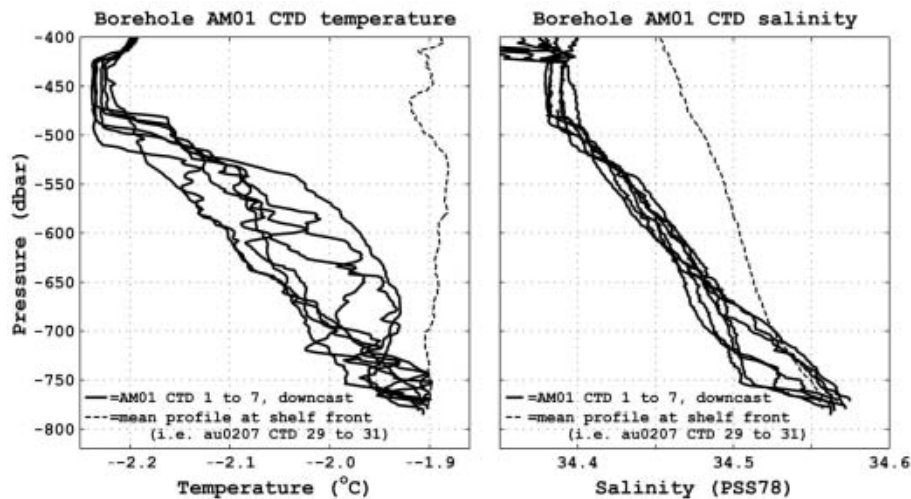 Borehole AM01 CTD temperature
Borehole AM01 CTD salinity
-400
-450
-500
-550
-600
-650
-700
-750
-800
Presssure (dbar)
=AM01 CTD 1 to 7, downcast
=mean profile at shelf front
(i.e. au0207 CTD 29 to 31)
=AM01 CTD 1 to 7, downcast
=mean profile at shelf front
(i.e. au0207 CTD 29 to 31)
-2.2
-2.1
-2.0
-1.9
34.4
34.5
34.6
Temperature (°C)
Salinity (PSS78)